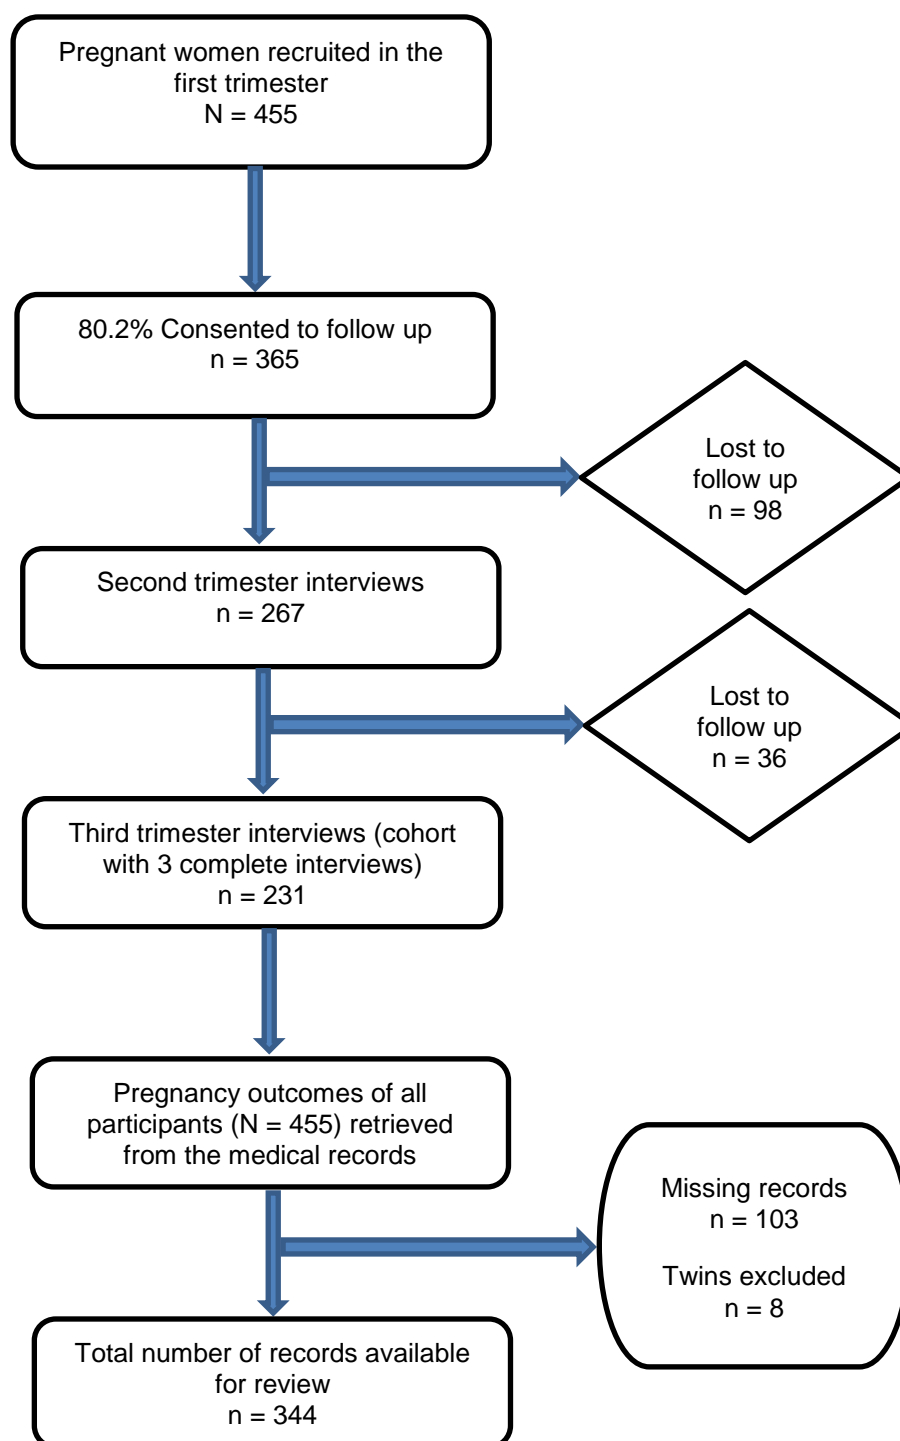 Pregnant women recruited in the
first trimester
N = 455
80.2% Consented to follow up
n = 365
Lost to
follow up
n = 98
Second trimester interviews
n = 267
Lost to
follow up
n = 36
Third trimester interviews (cohort
with 3 complete interviews)
n = 231
Pregnancy outcomes of all
participants (N = 455) retrieved
from the medical records
Missing records
n = 103
Twins excluded
n = 8
Total number of records available
for review
n = 344